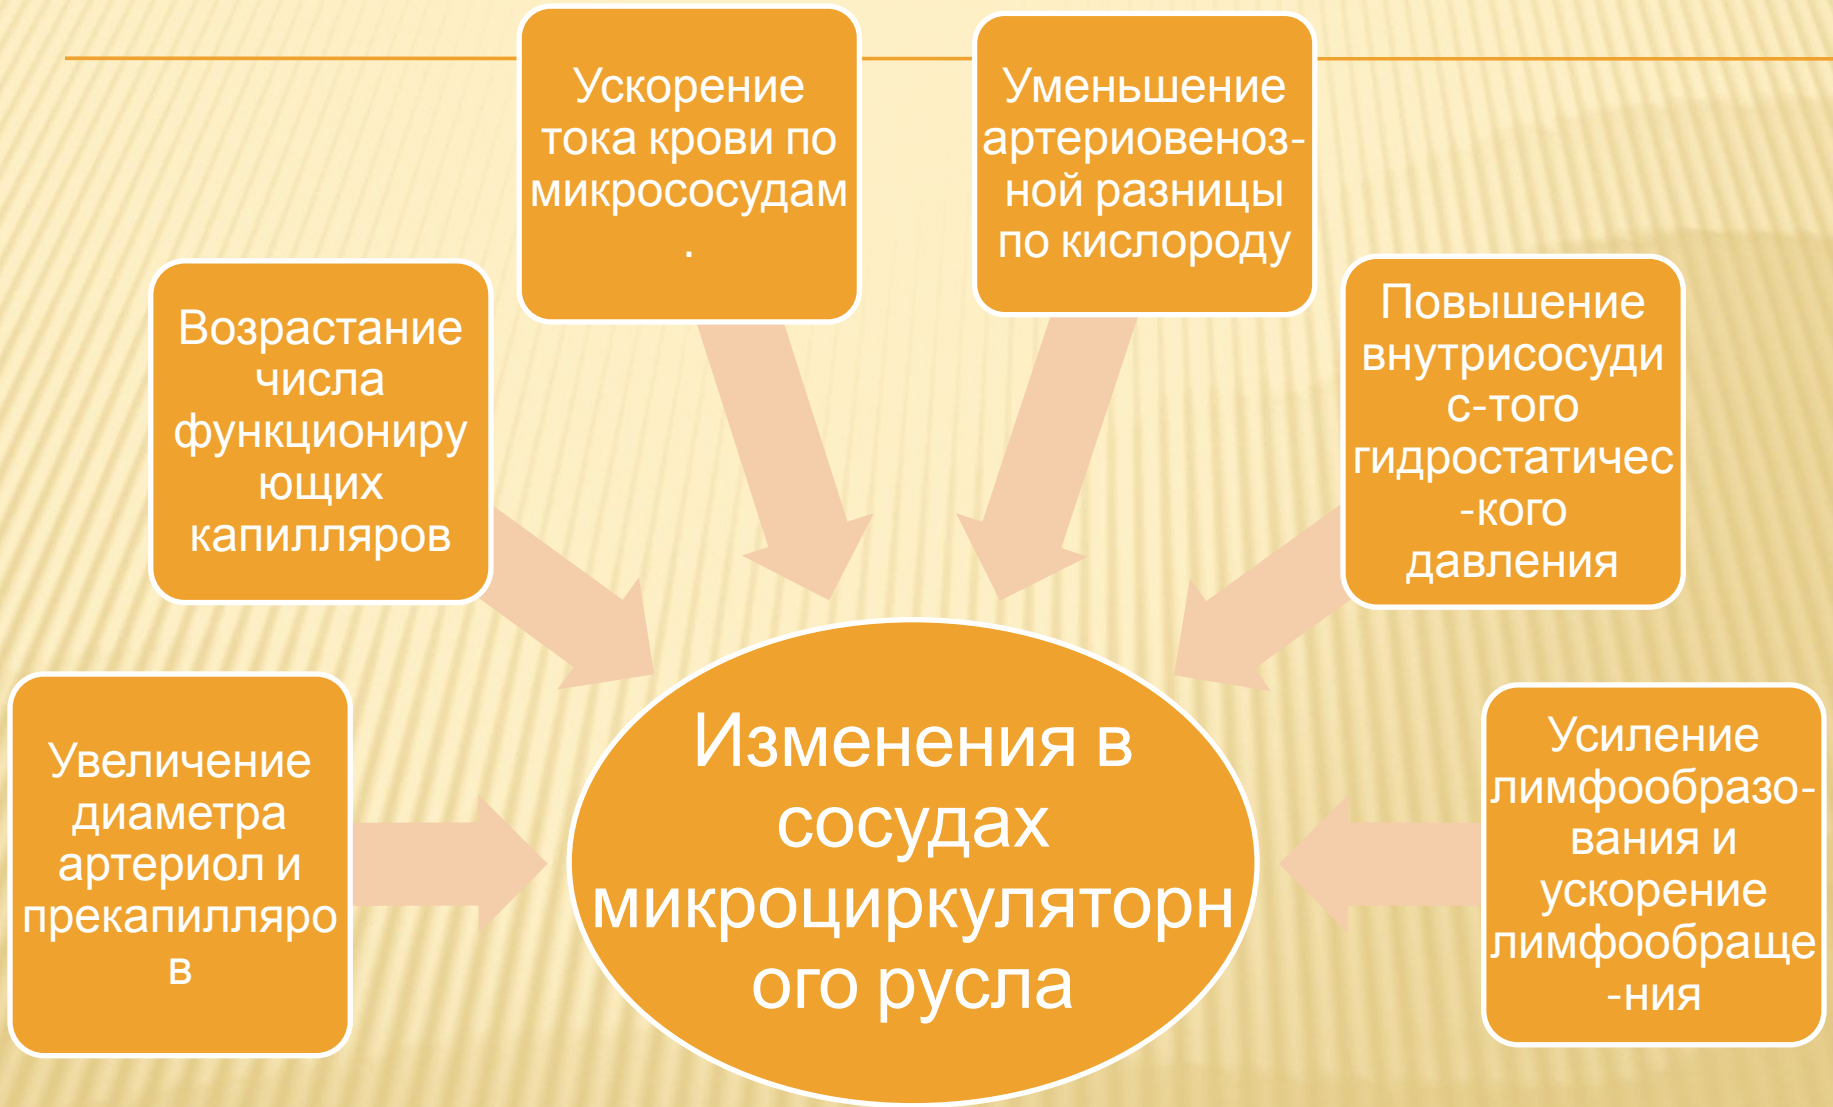 Ускорение
тока крови по
микрососудам
.
Уменьшение
артериовеноз-
ной разницы
по кислороду
Возрастание
числа
функциониру
ющих
капилляров
Повышение
внутрисосуди
с-того
гидростатичес
-кого
давления
Увеличение
диаметра
артериол и
прекапилляро
в
Изменения в
сосудах
микроциркуляторн
ого русла
Усиление
лимфообразо-
вания и
ускорение
лимфообраще
-ния